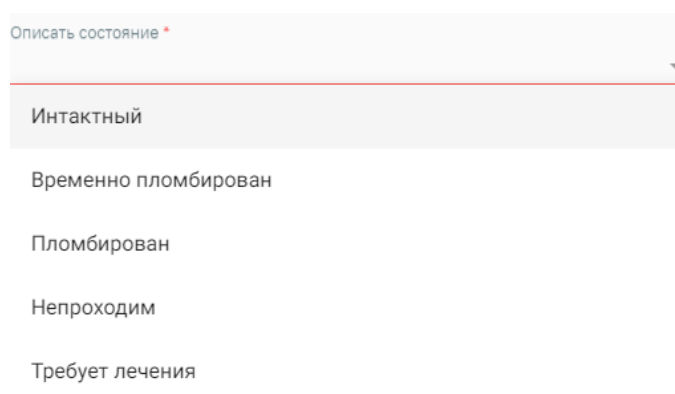 Описать состояние *
Интактный
Временно пломбирован
Пломбирован
Непроходим
Требует лечения